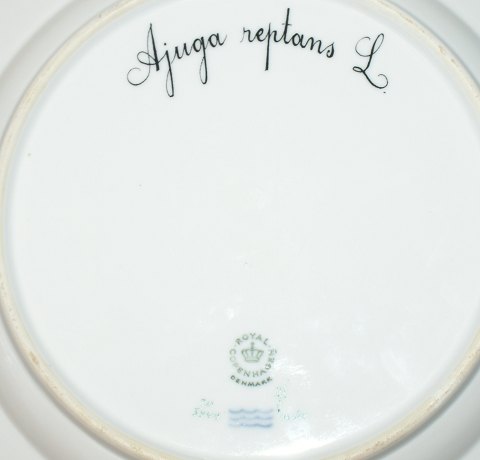 Ajuga reptans L.
ROYAL
COPENHAGEN
DENMARK